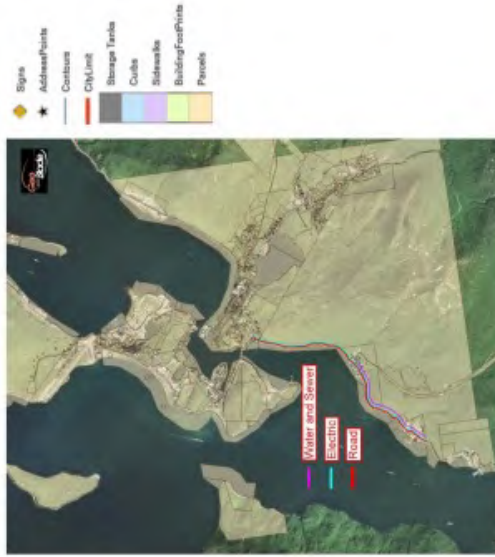 Signs
AddressPoints
Contours
CityLimit
Storage Tanks
Curbs
Sidewalks
BuildingFootPrints
Parcels
Water and Sewer
Electric
Road